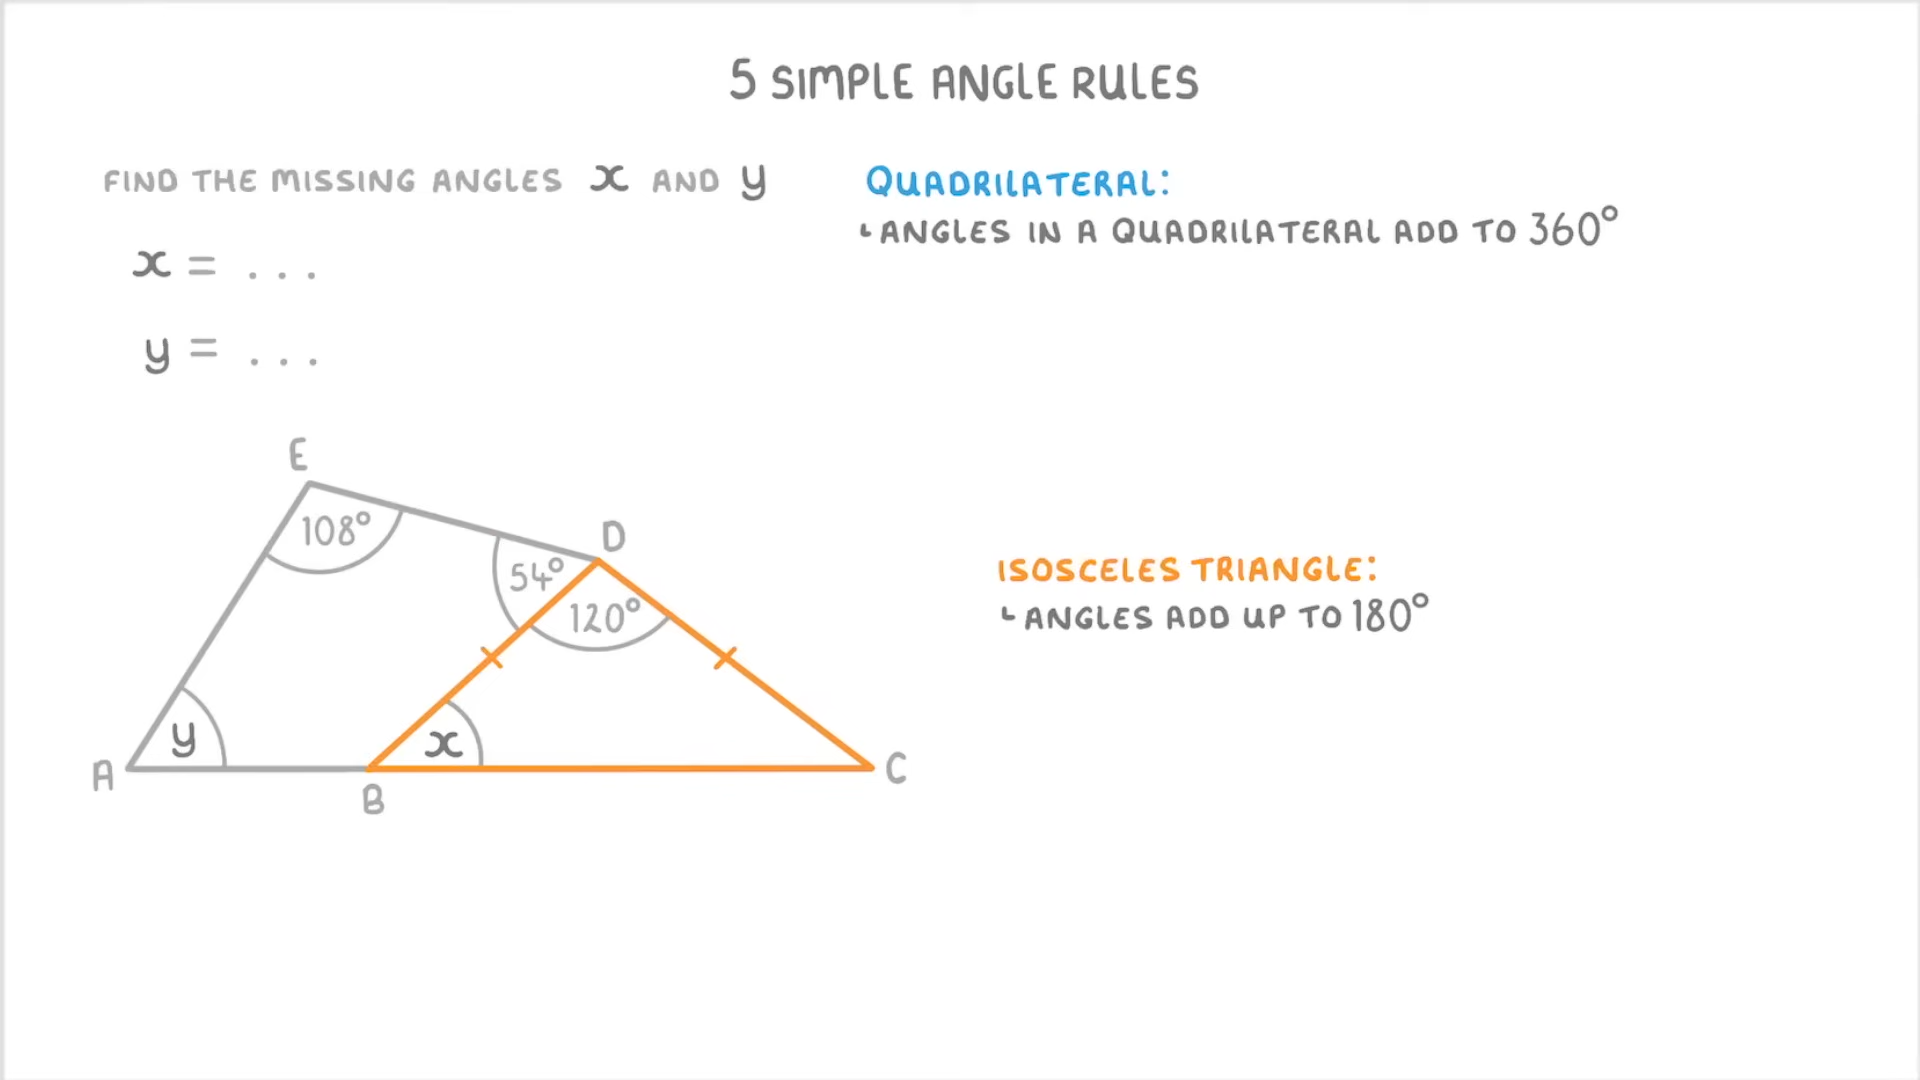 5 SIMPLE ANGLE RULES
FIND THE MISSING ANGLES x AND y
x = ...
y = ...
QUADRILATERAL:
↳ANGLES IN A QUADRILATERAL ADD TO 360°
E
108°
D
54°
120°
y
x
A
B
C
ISOSCELES TRIANGLE:
↳ANGLES ADD UP TO 180°